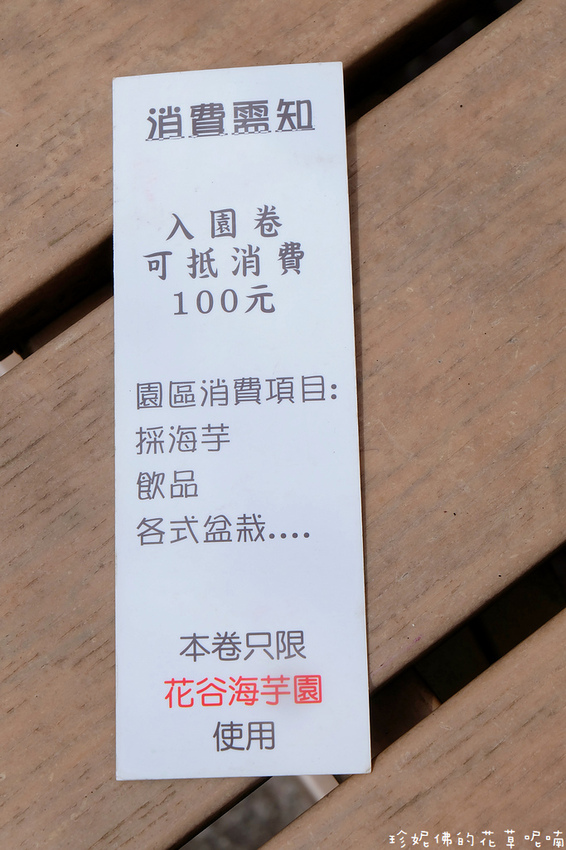 消費需知
入園卷
可抵消費
100元
園區消費項目:
採海芋
飲品
各式盆栽....
本卷只限
花谷海芋園
使用
珍妮佛的花草呢喃